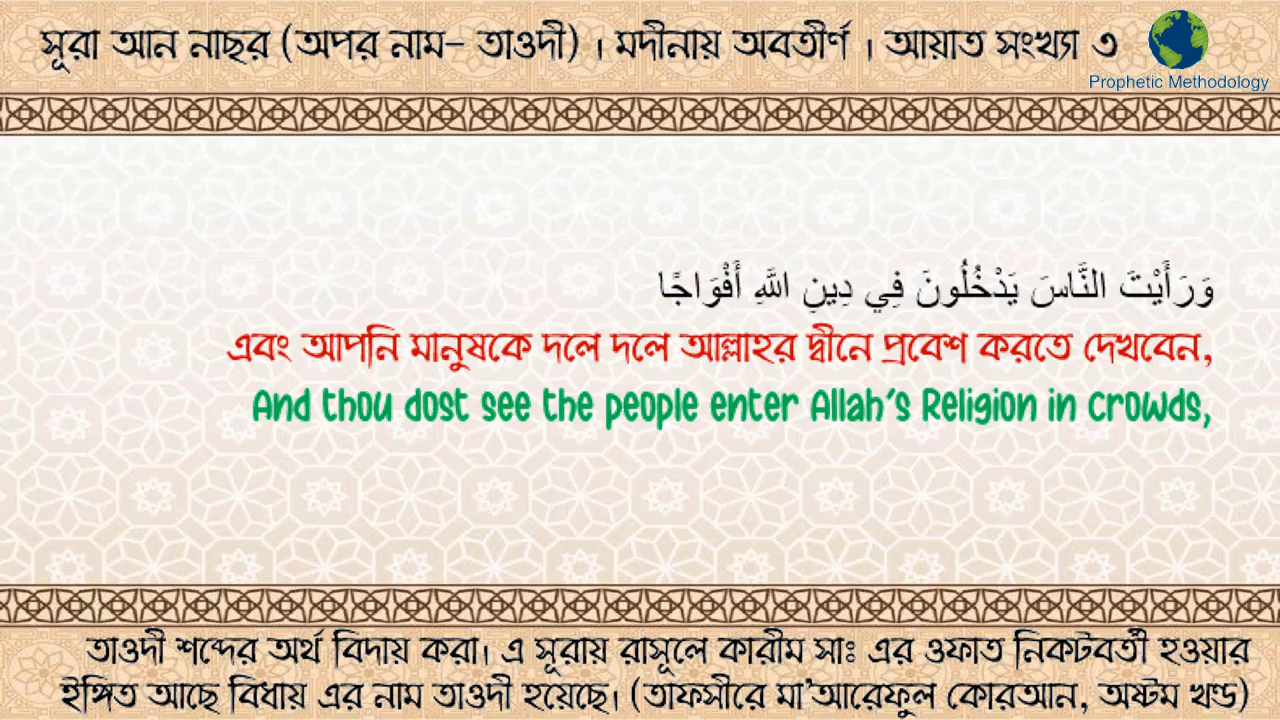 সূরা আন নাছর (অপর নাম- তাওদী) । মদীনায় অবতীর্ণ । আয়াত সংখ্যা ৩
Prophetic Methodology
وَرَأَيْتَ النَّاسَ يَدْخُلُونَ فِي دِينِ اللَّهِ أَفْوَاجًا
এবং আপনি মানুষকে দলে দলে আল্লাহর দ্বীনে প্রবেশ করতে দেখবেন,
And thou dost see the people enter Allah's Religion in crowds,
তাওদী শব্দের অর্থ বিদায় করা। এ সূরায় রাসূলে কারীম সাঃ এর ওফাত নিকটবর্তী হওয়ার
ইঙ্গিত আছে বিধায় এর নাম তাওদী হয়েছে। (তাফসীরে মা'আরেফুল কোরআন, অষ্টম খন্ড)